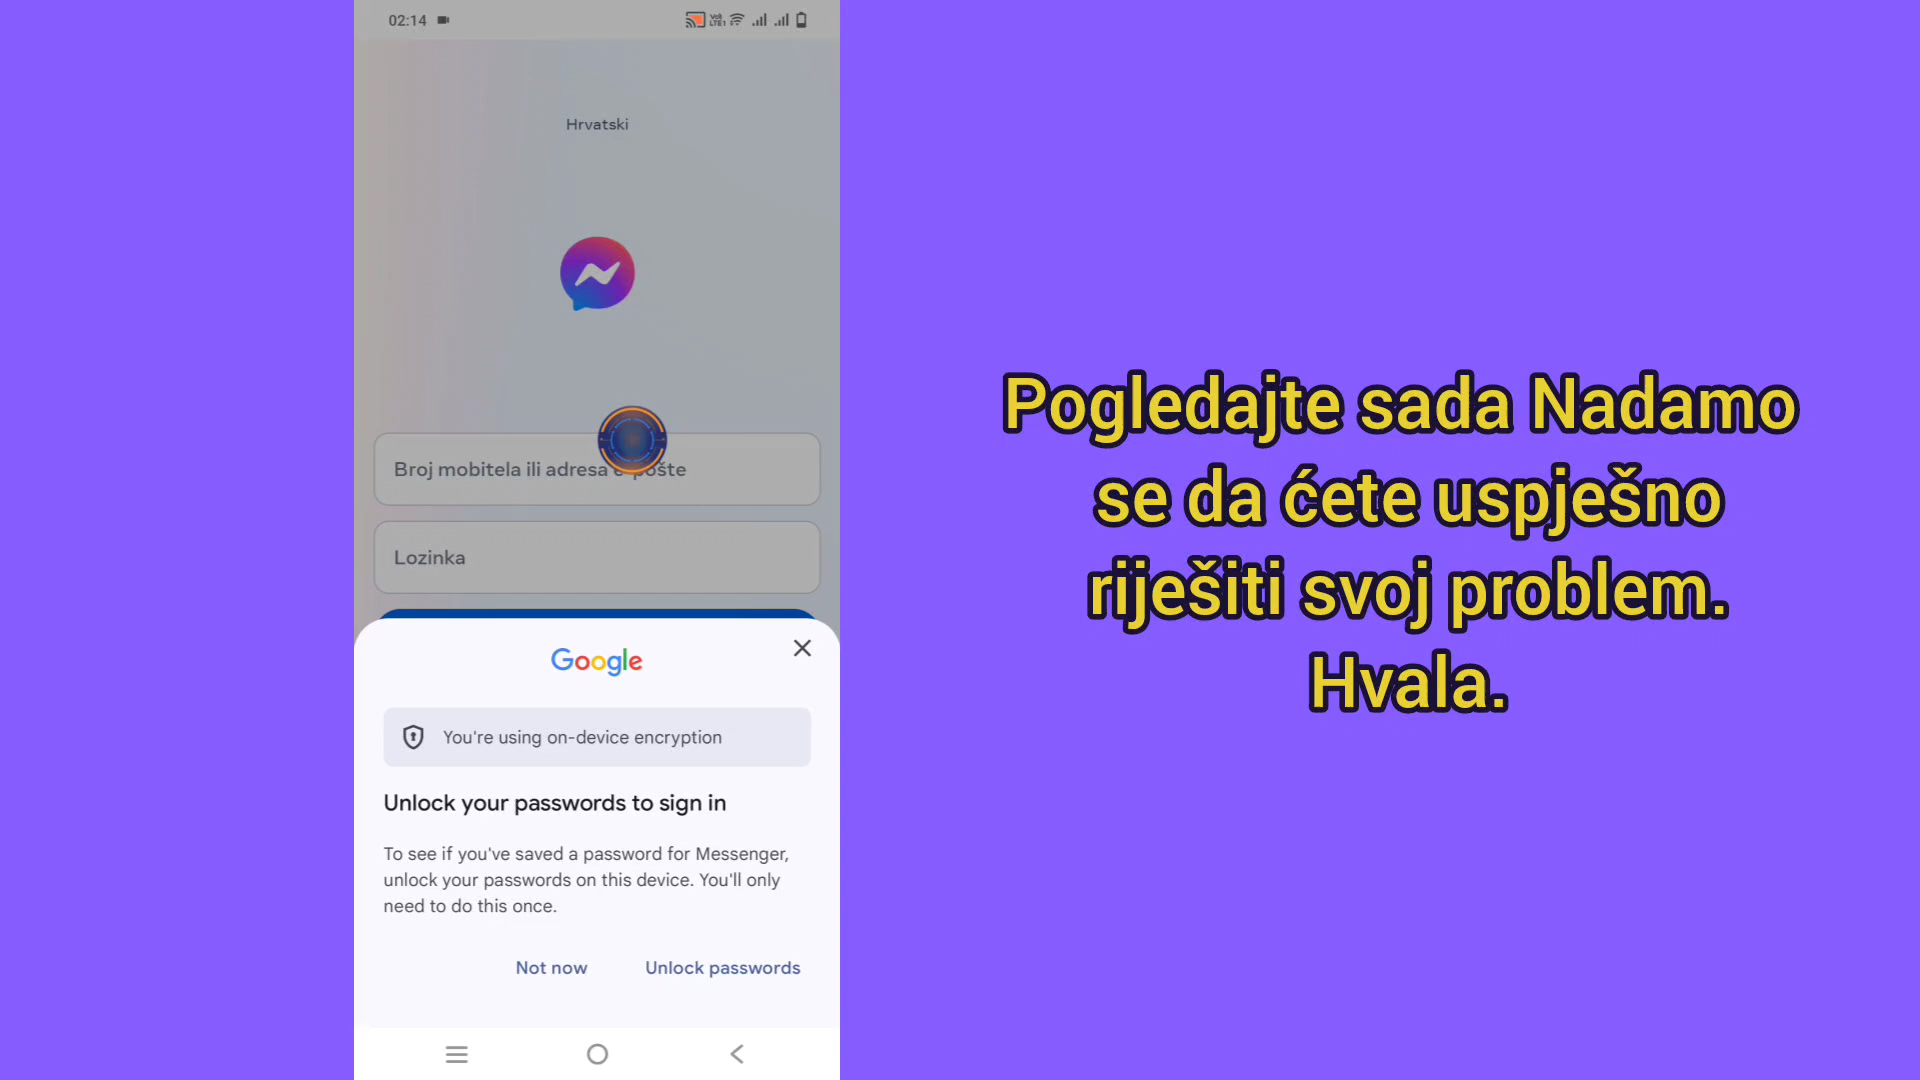 02:14
Hrvatski
Broj mobitela ili adresa e-pošte
Lozinka
Google
You're using on-device encryption
Unlock your passwords to sign in
To see if you've saved a password for Messenger,
unlock your passwords on this device. You'll only
need to do this once.
Not now
Unlock passwords
Pogledajte sada Nadamo
se da ćete uspješno
riješiti svoj problem.
Hvala.